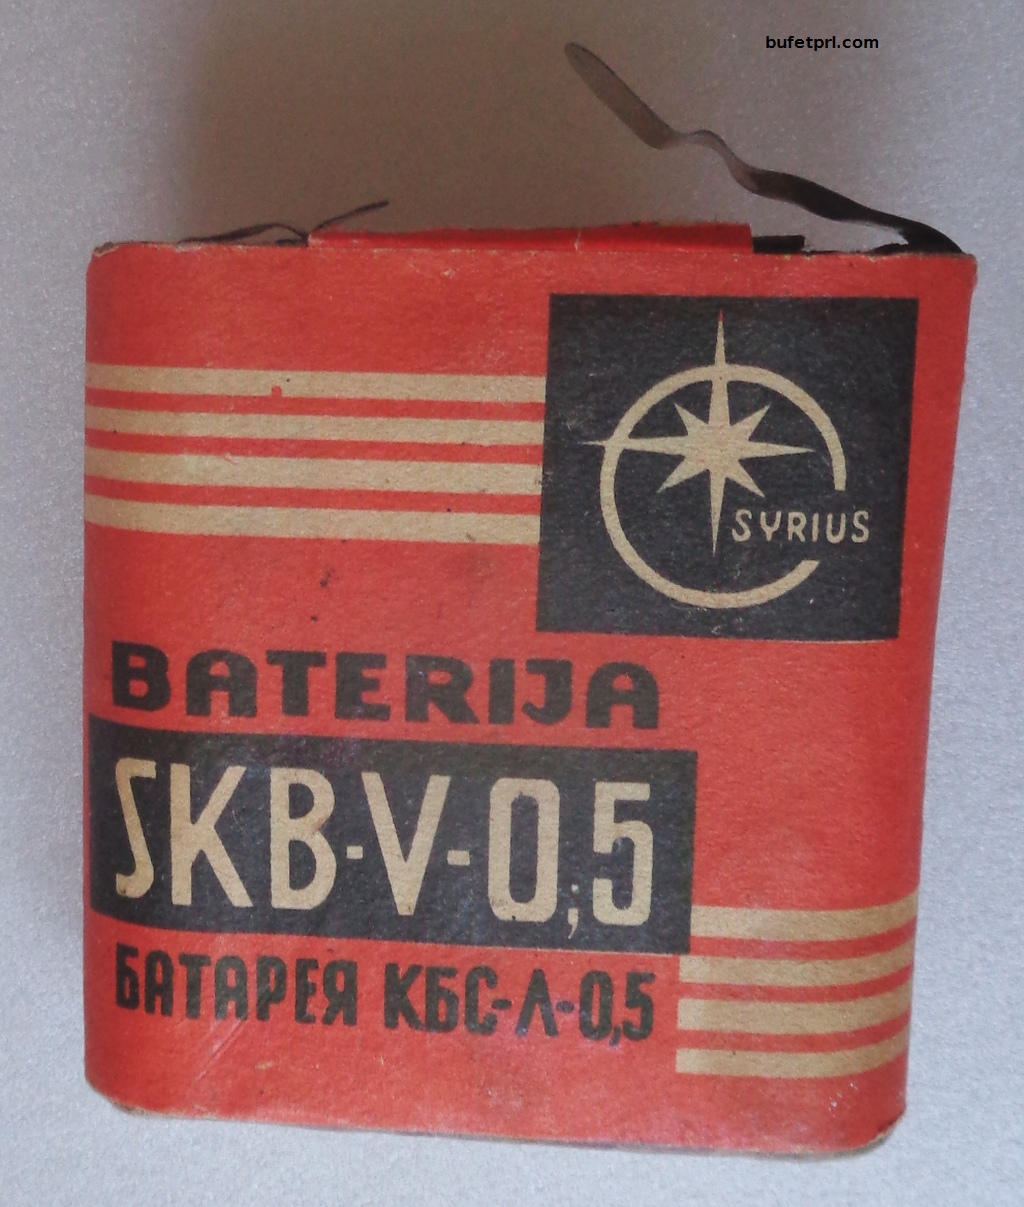 bufetprl.com
SYRIUS
BATERIJA
SKB-V-0,5
БАТАРЕЯ КБС-Л-0,5